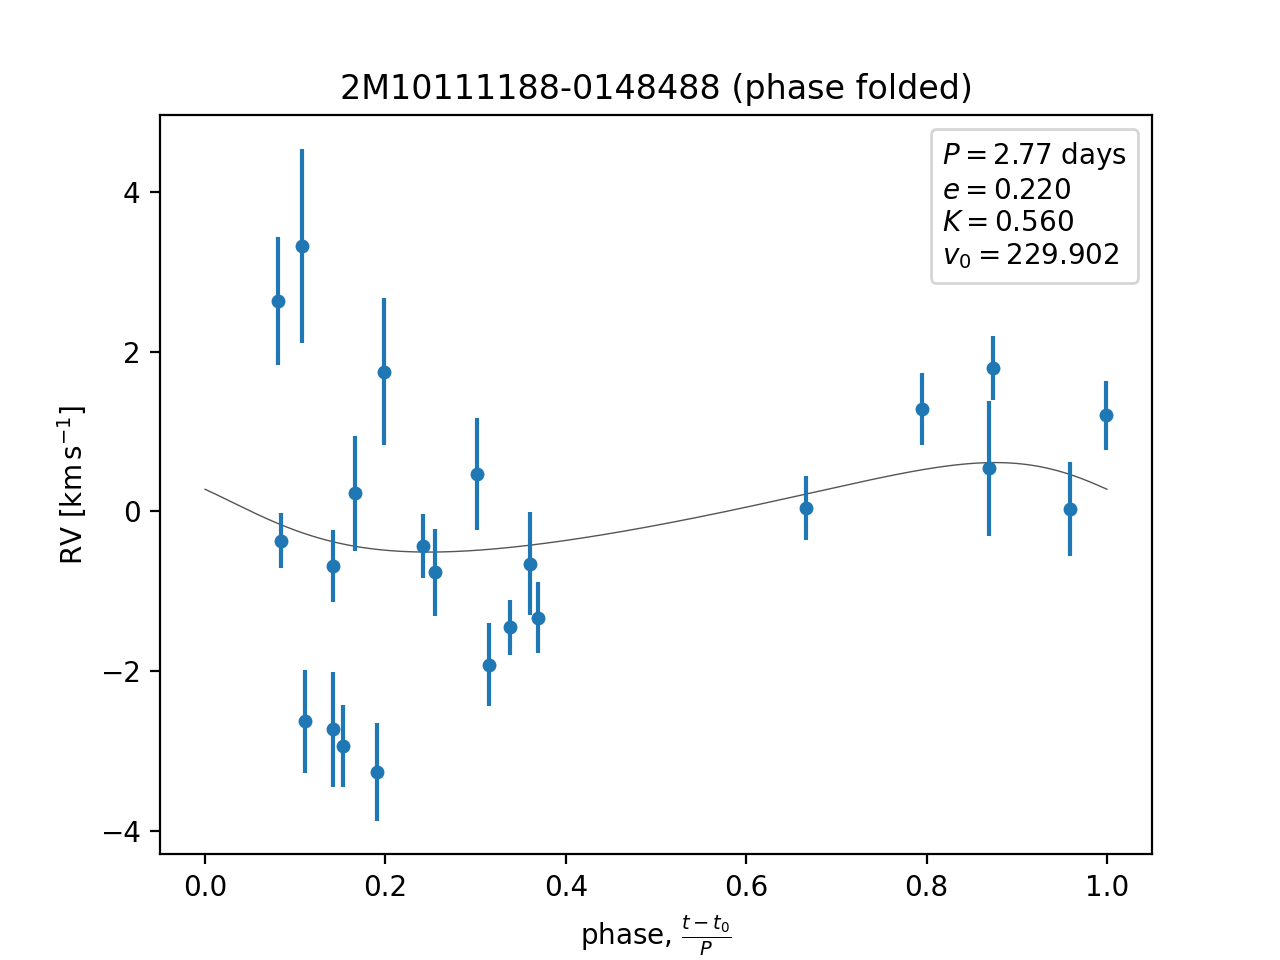 2M10111188-0148488 (phase folded)
P = 2.77 days
e = 0.220
K = 0.560
v₀ = 229.902
RV [km s⁻¹]
4
2
0
−2
−4
0.0 0.2 0.4 0.6 0.8 1.0
phase, (t − t₀)/P